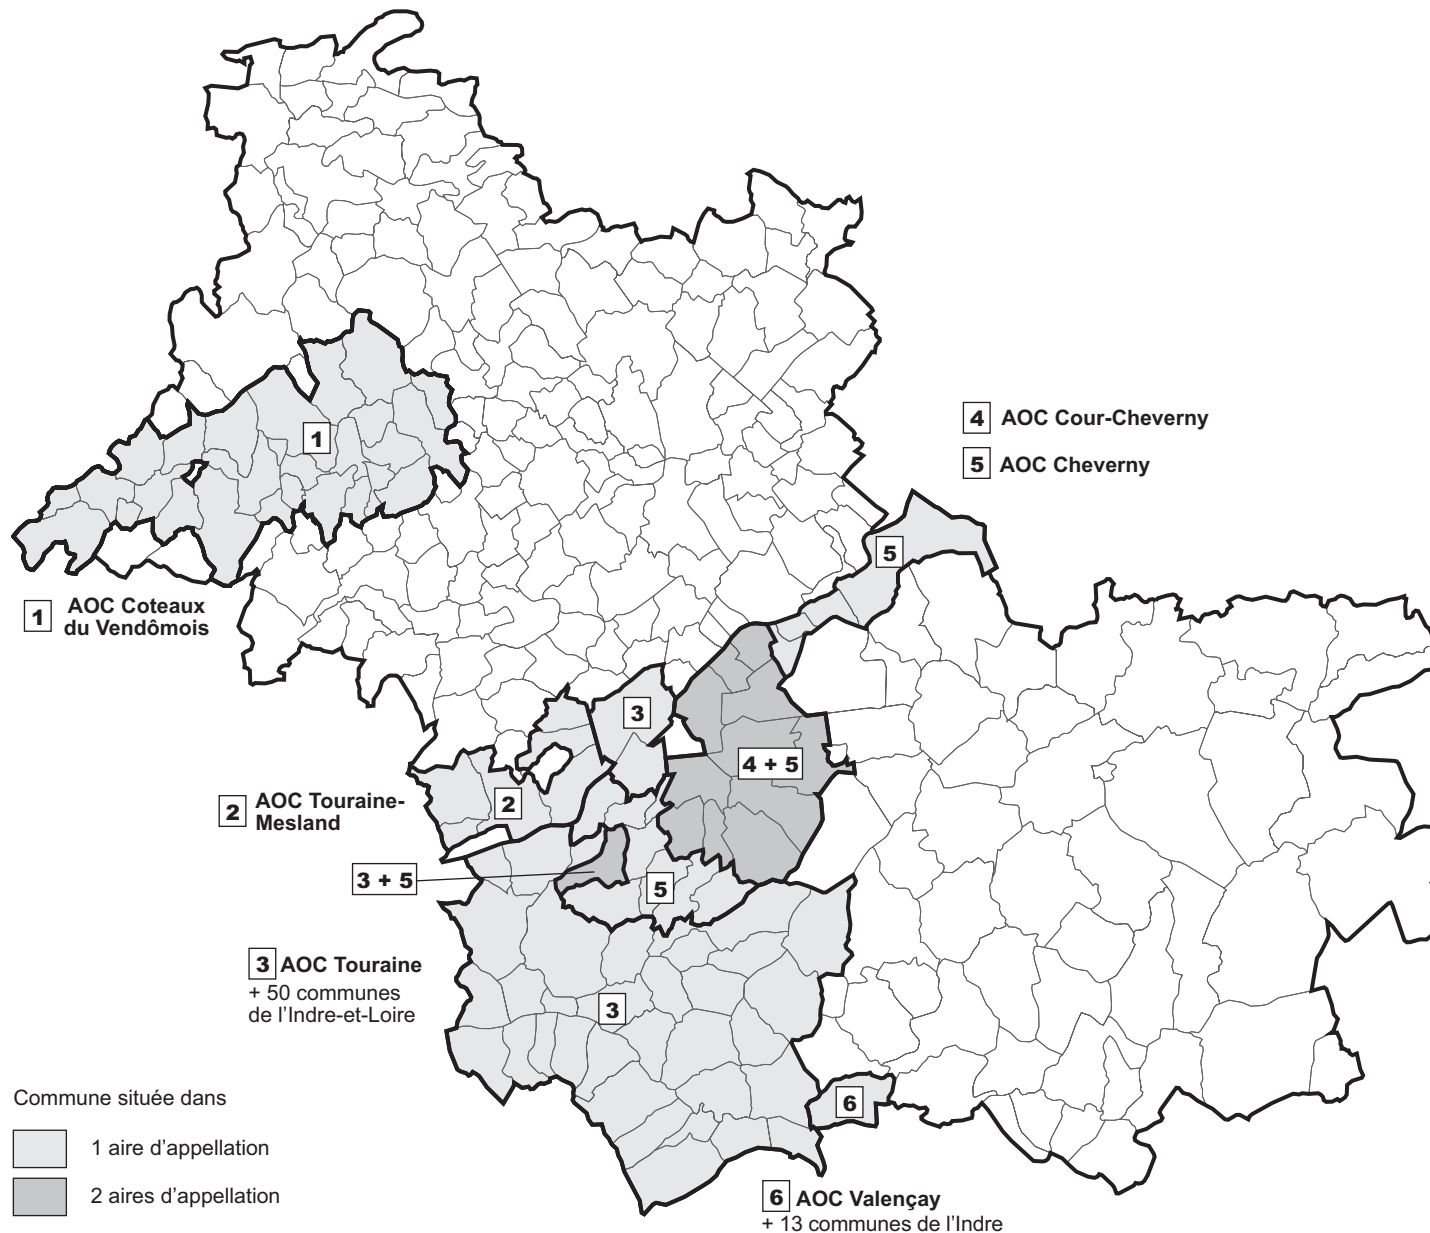 4 AOC Cour-Cheverny
1
5 AOC Cheverny
5
1 AOC Coteaux
du Vendômois
3
4 + 5
2 AOC Touraine-
Mesland
2
3 + 5
5
3 AOC Touraine
+ 50 communes
de l'Indre-et-Loire
3
Commune située dans
6
1 aire d'appellation
2 aires d'appellation
6 AOC Valençay
+ 13 communes de l'Indre